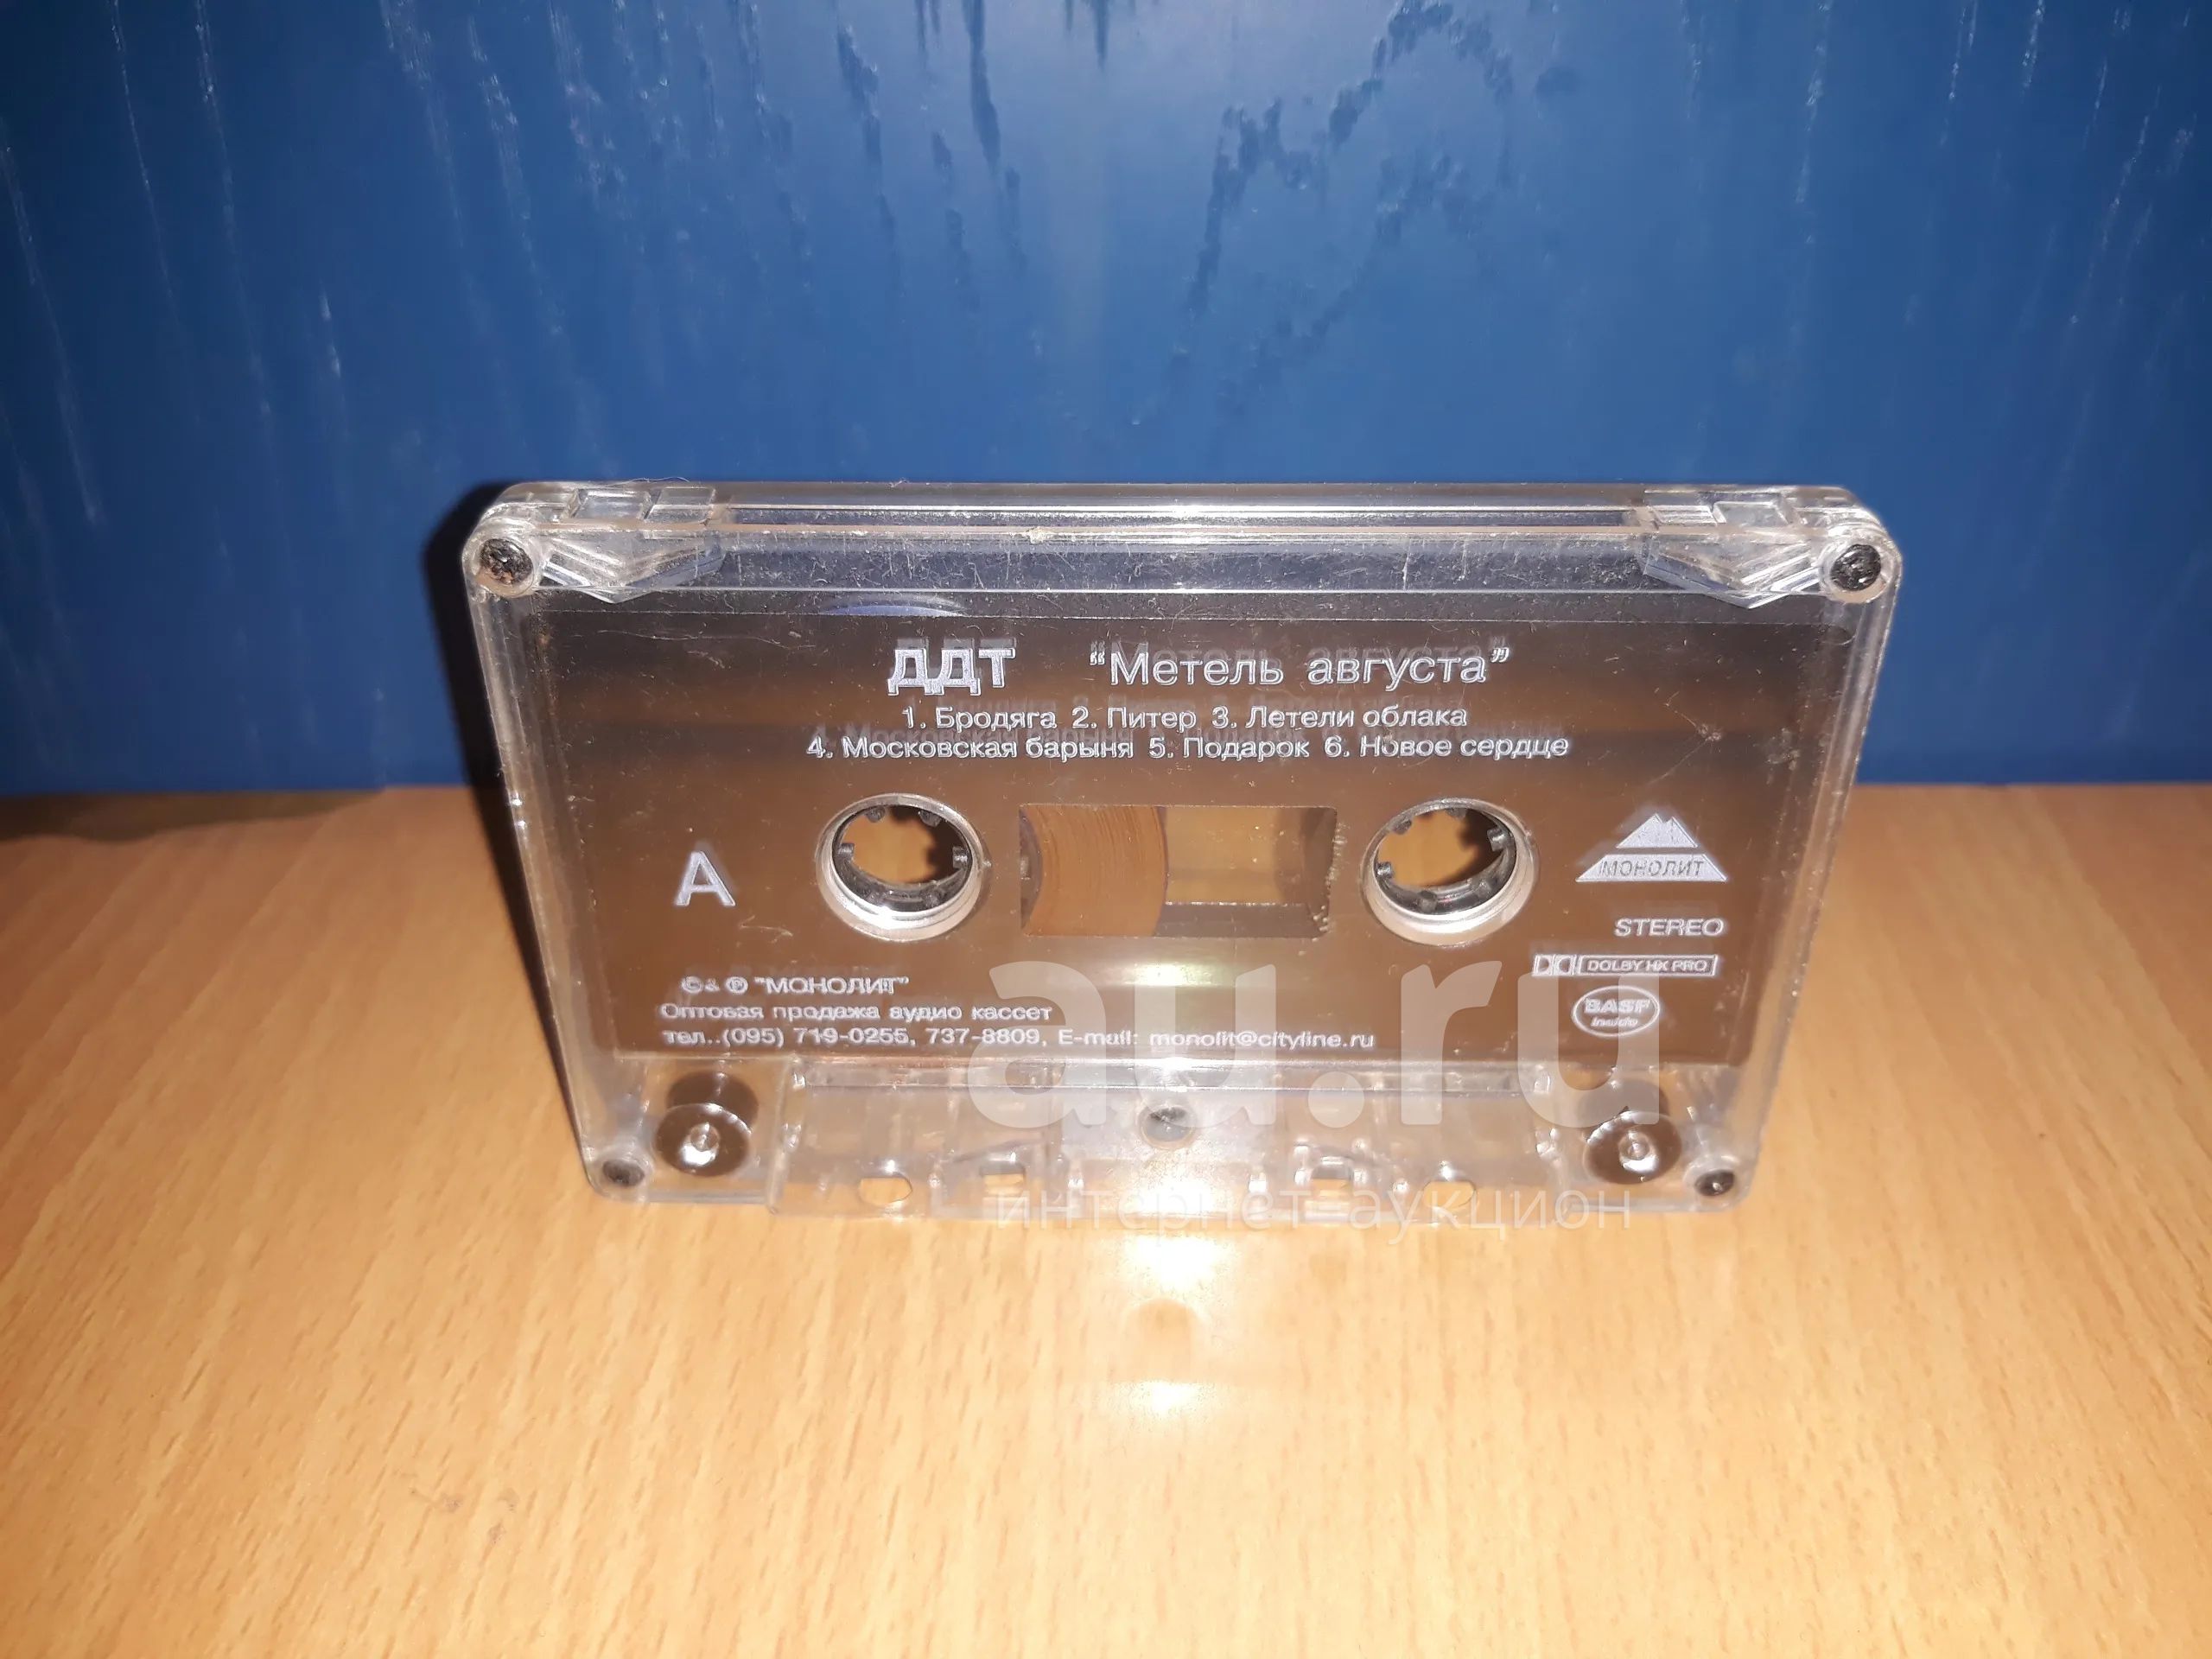 ДДТ "Метель августа"
1. Бродяга 2. Питер 3. Летели облака
4. Московская барыня 5. Подарок 6. Новое сердце
A
МОНОЛИТ
STEREO
DOLBY HX PRO
BASF
inside
© & ℗ "МОНОЛИТ"
Оптовая продажа аудио кассет
тел..(095) 719-0255, 737-8809, E-mail: monolit@cityline.ru
au.ru
интернет-аукцион